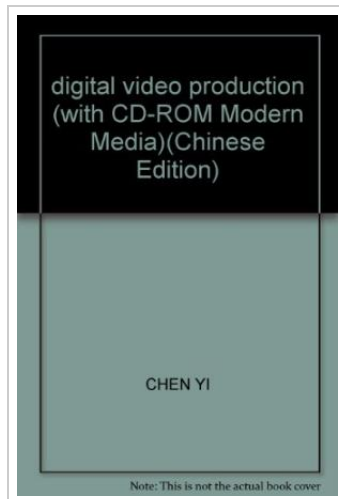 digital video production
(with CD-ROM Modern
Media)(Chinese
Edition)
CHEN YI
Note: This is not the actual book cover